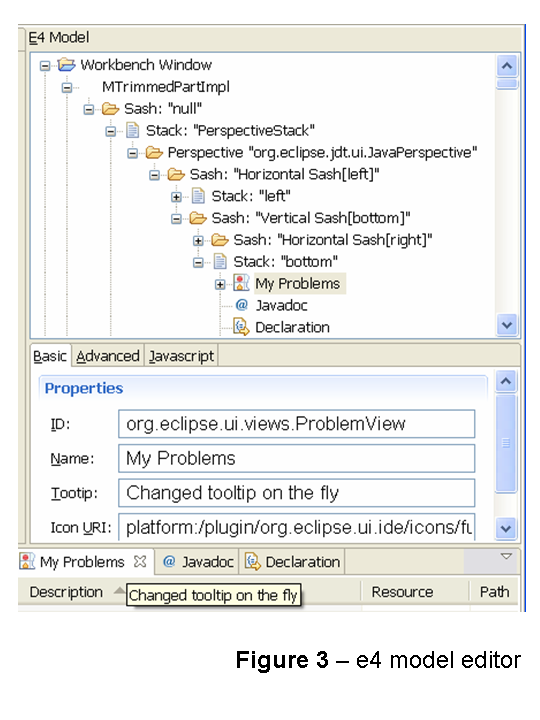 E4 Model
Workbench Window
MTrimmedPartImpl
Sash: "null"
Stack: "PerspectiveStack"
Perspective "org.eclipse.jdt.ui.JavaPerspective"
Sash: "Horizontal Sash[left]"
Stack: "left"
Sash: "Vertical Sash[bottom]"
Sash: "Horizontal Sash[right]"
Stack: "bottom"
My Problems
@ Javadoc
Declaration
Basic Advanced Javascript
Properties
ID: org.eclipse.ui.views.ProblemView
Name: My Problems
Tootip: Changed tooltip on the fly
Icon URI: platform:/plugin/org.eclipse.ui.ide/icons/fu
My Problems @ Javadoc Declaration
Description Resource Path
Changed tooltip on the fly
Figure 3 – e4 model editor